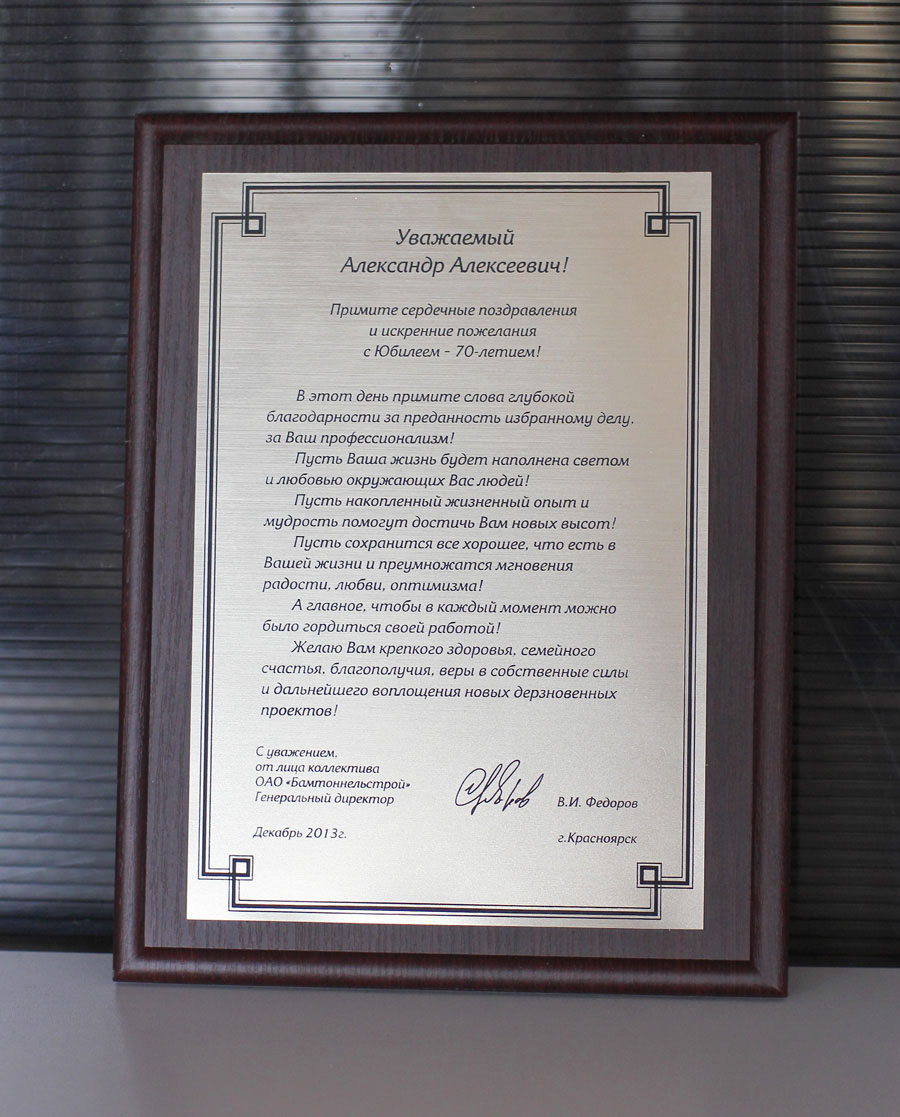 Уважаемый
Александр Алексеевич!
Примите сердечные поздравления
и искренние пожелания
с Юбилеем - 70-летием!
В этот день примите слова глубокой
благодарности за преданность избранному делу,
за Ваш профессионализм!
Пусть Ваша жизнь будет наполнена светом
и любовью окружающих Вас людей!
Пусть накопленный жизненный опыт и
мудрость помогут достичь Вам новых высот!
Пусть сохранится все хорошее, что есть в
Вашей жизни и преумножатся мгновения
радости, любви, оптимизма!
А главное, чтобы в каждый момент можно
было гордиться своей работой!
Желаю Вам крепкого здоровья, семейного
счастья, благополучия, веры в собственные силы
и дальнейшего воплощения новых дерзновенных
проектов!
С уважением,
от лица коллектива
ОАО «Бамтоннельстрой»
Генеральный директор В.И. Федоров
Декабрь 2013г. г.Красноярск